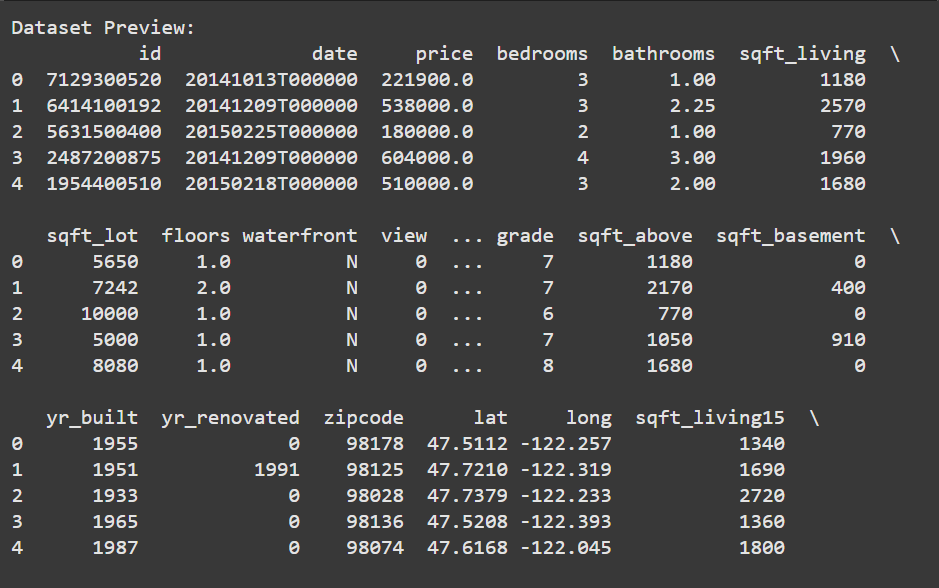 Dataset Preview:
           id             date     price  bedrooms  bathrooms  sqft_living  \
0  7129300520  20141013T000000  221900.0         3       1.00         1180
1  6414100192  20141209T000000  538000.0         3       2.25         2570
2  5631500400  20150225T000000  180000.0         2       1.00          770
3  2487200875  20141209T000000  604000.0         4       3.00         1960
4  1954400510  20150218T000000  510000.0         3       2.00         1680
   sqft_lot  floors waterfront  view  ... grade  sqft_above  sqft_basement  \
0      5650     1.0          N     0  ...     7        1180              0
1      7242     2.0          N     0  ...     7        2170            400
2     10000     1.0          N     0  ...     6         770              0
3      5000     1.0          N     0  ...     7        1050            910
4      8080     1.0          N     0  ...     8        1680              0
   yr_built  yr_renovated  zipcode      lat     long  sqft_living15  \
0      1955             0    98178  47.5112 -122.257           1340
1      1951          1991    98125  47.7210 -122.319           1690
2      1933             0    98028  47.7379 -122.233           2720
3      1965             0    98136  47.5208 -122.393           1360
4      1987             0    98074  47.6168 -122.045           1800